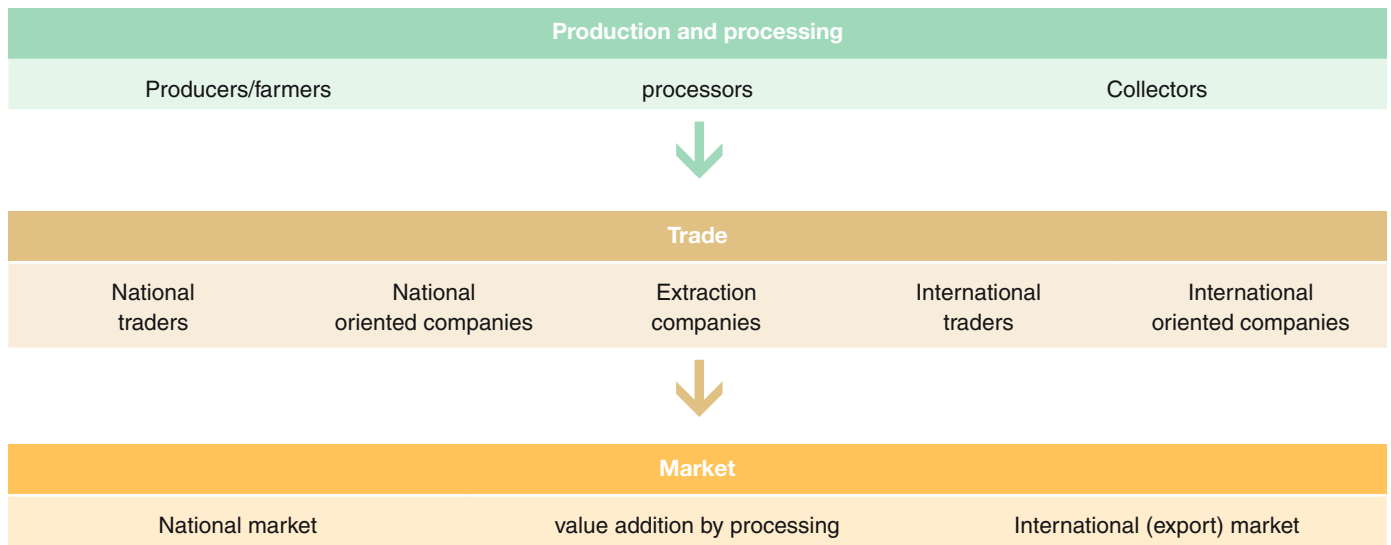 Production and processing
Producers/farmers processors Collectors
Trade
National National Extraction International International
traders oriented companies companies traders oriented companies
Market
National market value addition by processing International (export) market